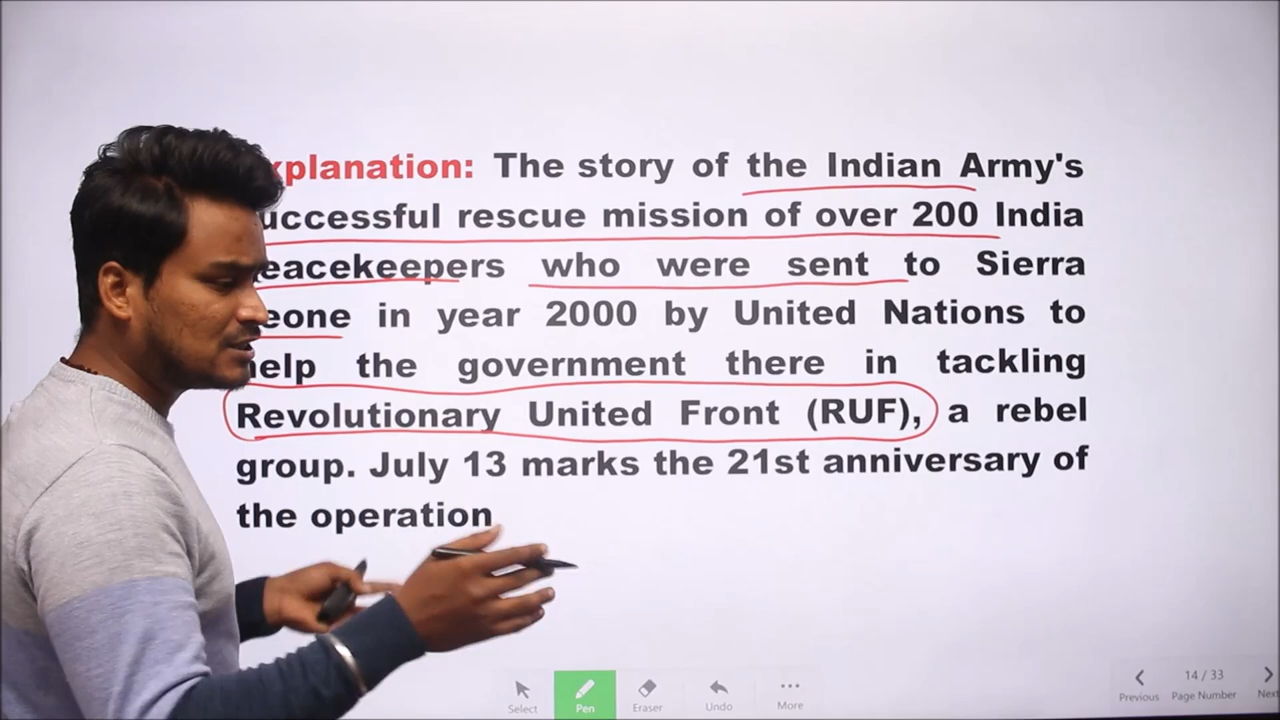 xplanation: The story of the Indian Army's
uccessful rescue mission of over 200 India
eacekeepers who were sent to Sierra
eone in year 2000 by United Nations to
help the government there in tackling
Revolutionary United Front (RUF), a rebel
group. July 13 marks the 21st anniversary of
the operation
Select Pen Eraser Undo More
Previous 14 / 33 Page Number Next